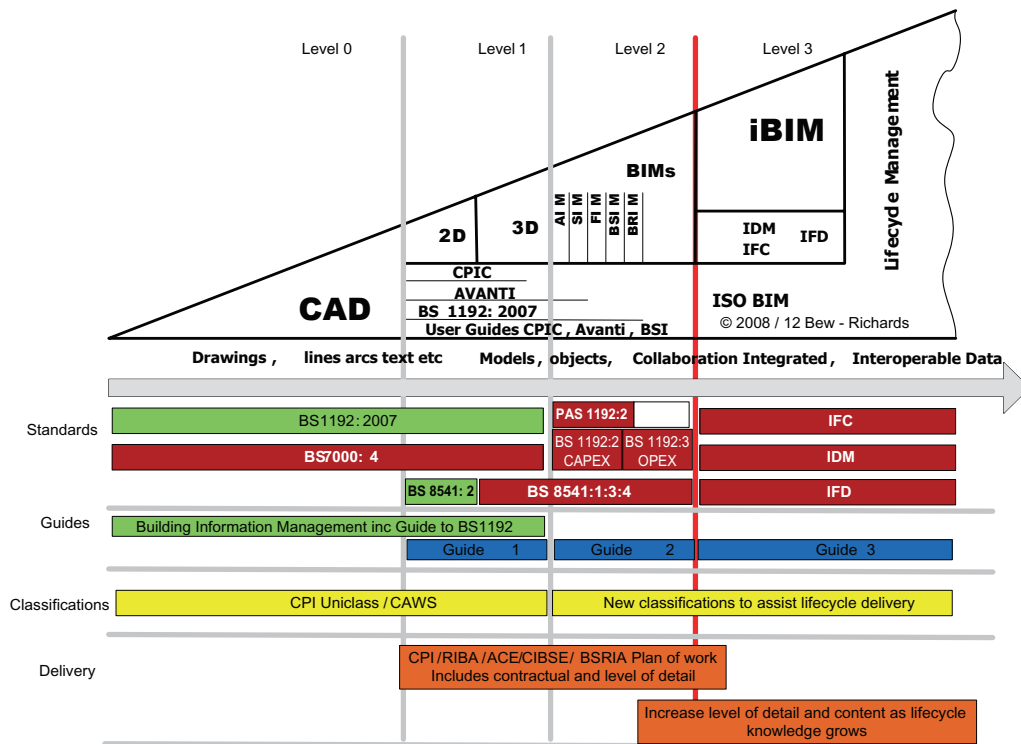 Level 0
Level 1
Level 2
Level 3
iBIM
Lifecycle Management
BIMs
AI M
SI M
FI M
BSI M
BRI M
2D
3D
IDM
IFD
IFC
CPIC
AVANTI
CAD
ISO BIM
BS 1192: 2007
© 2008 / 12 Bew - Richards
User Guides CPIC , Avanti , BSI
Drawings , lines arcs text etc Models , objects, Collaboration Integrated , Interoperable Data
Standards
BS1192: 2007
PAS 1192:2
IFC
BS7000: 4
BS 1192:2
CAPEX
BS 1192:3
OPEX
IDM
BS 8541: 2
BS 8541:1:3:4
IFD
Guides
Building Information Management inc Guide to BS1192
Guide 1
Guide 2
Guide 3
Classifications
CPI Uniclass / CAWS
New classifications to assist lifecycle delivery
Delivery
CPI /RIBA /ACE/CIBSE/ BSRIA Plan of work
Includes contractual and level of detail
Increase level of detail and content as lifecycle
knowledge grows